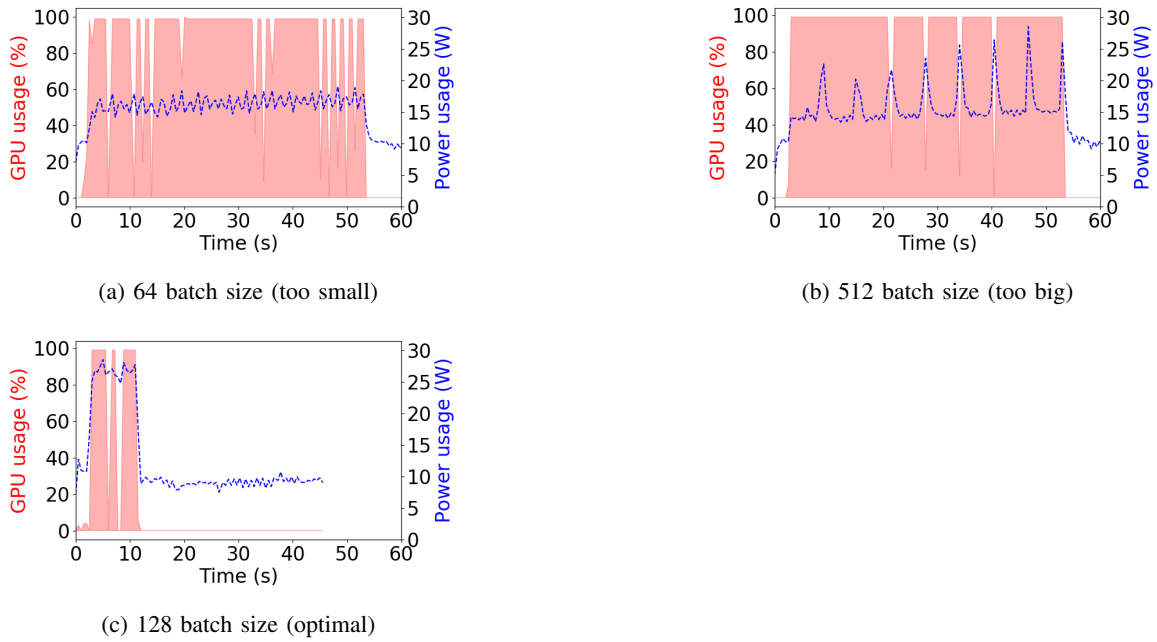 100
80
60
40
20
0
GPU usage (%)
30
25
20
15
10
5
0
Power usage (W)
0 10 20 30 40 50 60
Time (s)
(a) 64 batch size (too small)
100
80
60
40
20
0
GPU usage (%)
30
25
20
15
10
5
0
Power usage (W)
0 10 20 30 40 50 60
Time (s)
(b) 512 batch size (too big)
100
80
60
40
20
0
GPU usage (%)
30
25
20
15
10
5
0
Power usage (W)
0 10 20 30 40 50 60
Time (s)
(c) 128 batch size (optimal)